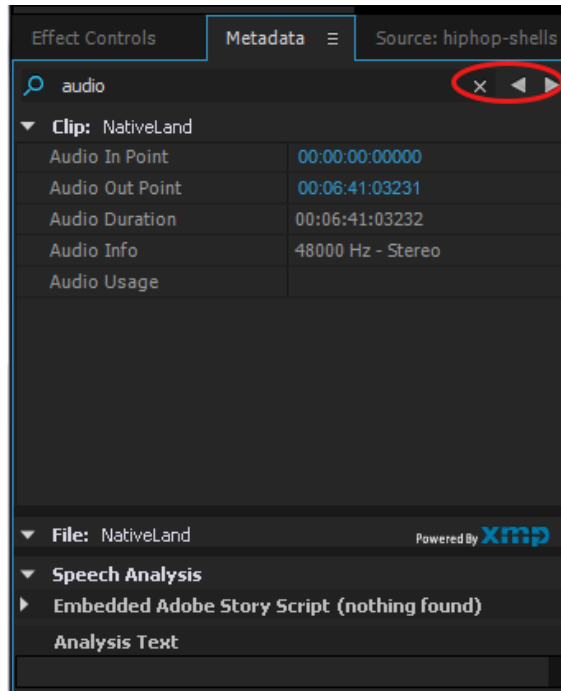 Effect Controls Metadata Source: hiphop-shells
audio
Clip: NativeLand
Audio In Point 00:00:00:00000
Audio Out Point 00:06:41:03231
Audio Duration 00:06:41:03232
Audio Info 48000 Hz - Stereo
Audio Usage
File: NativeLand Powered By xmp
Speech Analysis
Embedded Adobe Story Script (nothing found)
Analysis Text